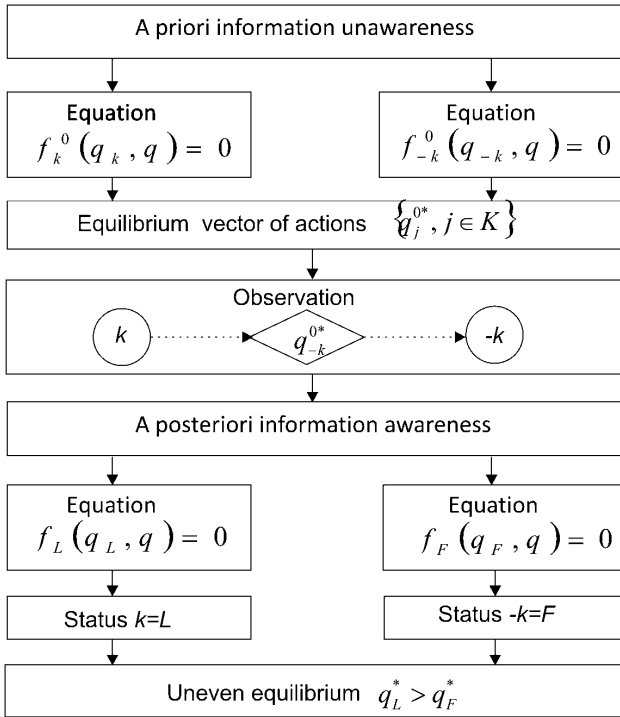 A priori information unawareness
Equation
f_k^0 (q_k, q) = 0
Equation
f_{-k}^0 (q_{-k}, q) = 0
Equilibrium vector of actions {q_j^{0*}, j ∈ K}
Observation
k
q_{-k}^{0*}
-k
A posteriori information awareness
Equation
f_L (q_L, q) = 0
Equation
f_F (q_F, q) = 0
Status k=L
Status -k=F
Uneven equilibrium q_L^* > q_F^*